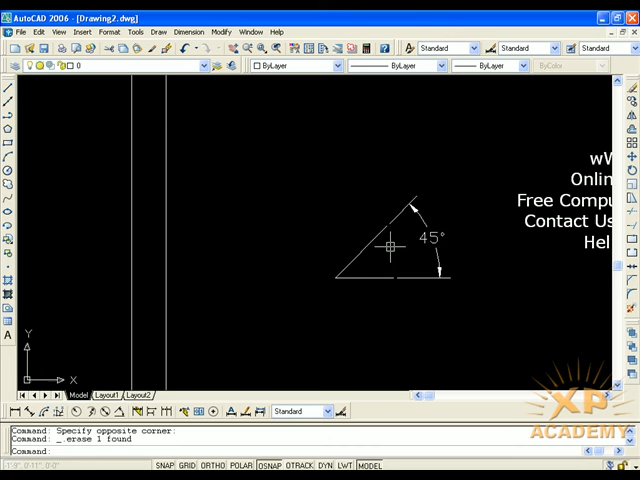 AutoCAD 2006 - [Drawing2.dwg]
File Edit View Insert Format Tools Draw Dimension Modify Window Help
Standard Standard Standard
0 ByLayer ByLayer ByLayer ByColor
wW
Onlin
Free Compu
Contact Us
Hel
45°
Y
X
Model Layout1 Layout2
Standard
XP
ACADEMY
Command: Specify opposite corner:
Command: _.erase 1 found
Command:
SNAP GRID ORTHO POLAR OSNAP OTRACK DYN LWT MODEL